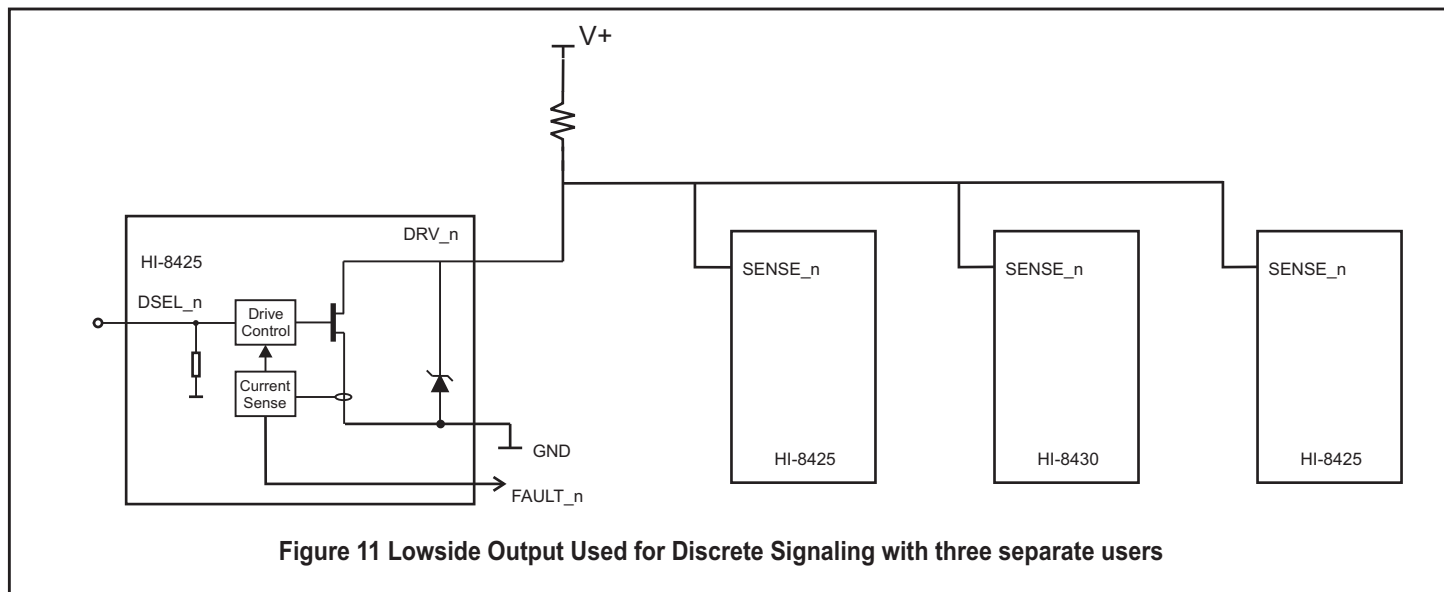 V+
DRV_n
HI-8425
DSEL_n
Drive
Control
Current
Sense
GND
FAULT_n
SENSE_n
HI-8425
SENSE_n
HI-8430
SENSE_n
HI-8425
Figure 11 Lowside Output Used for Discrete Signaling with three separate users